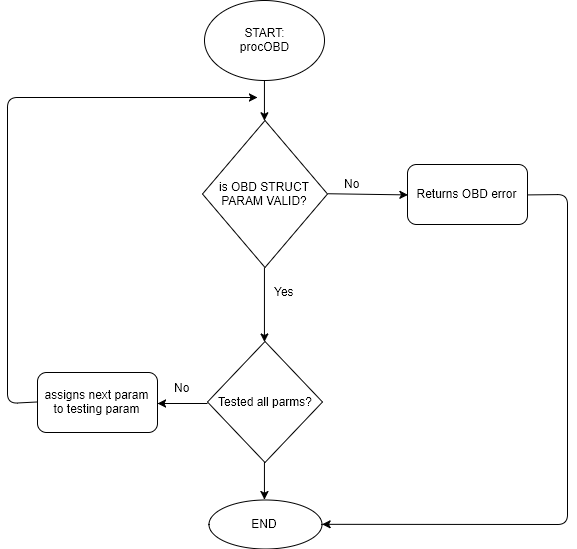 START:
procOBD
is OBD STRUCT
PARAM VALID?
No
Returns OBD error
Yes
Tested all parms?
No
assigns next param
to testing param
END